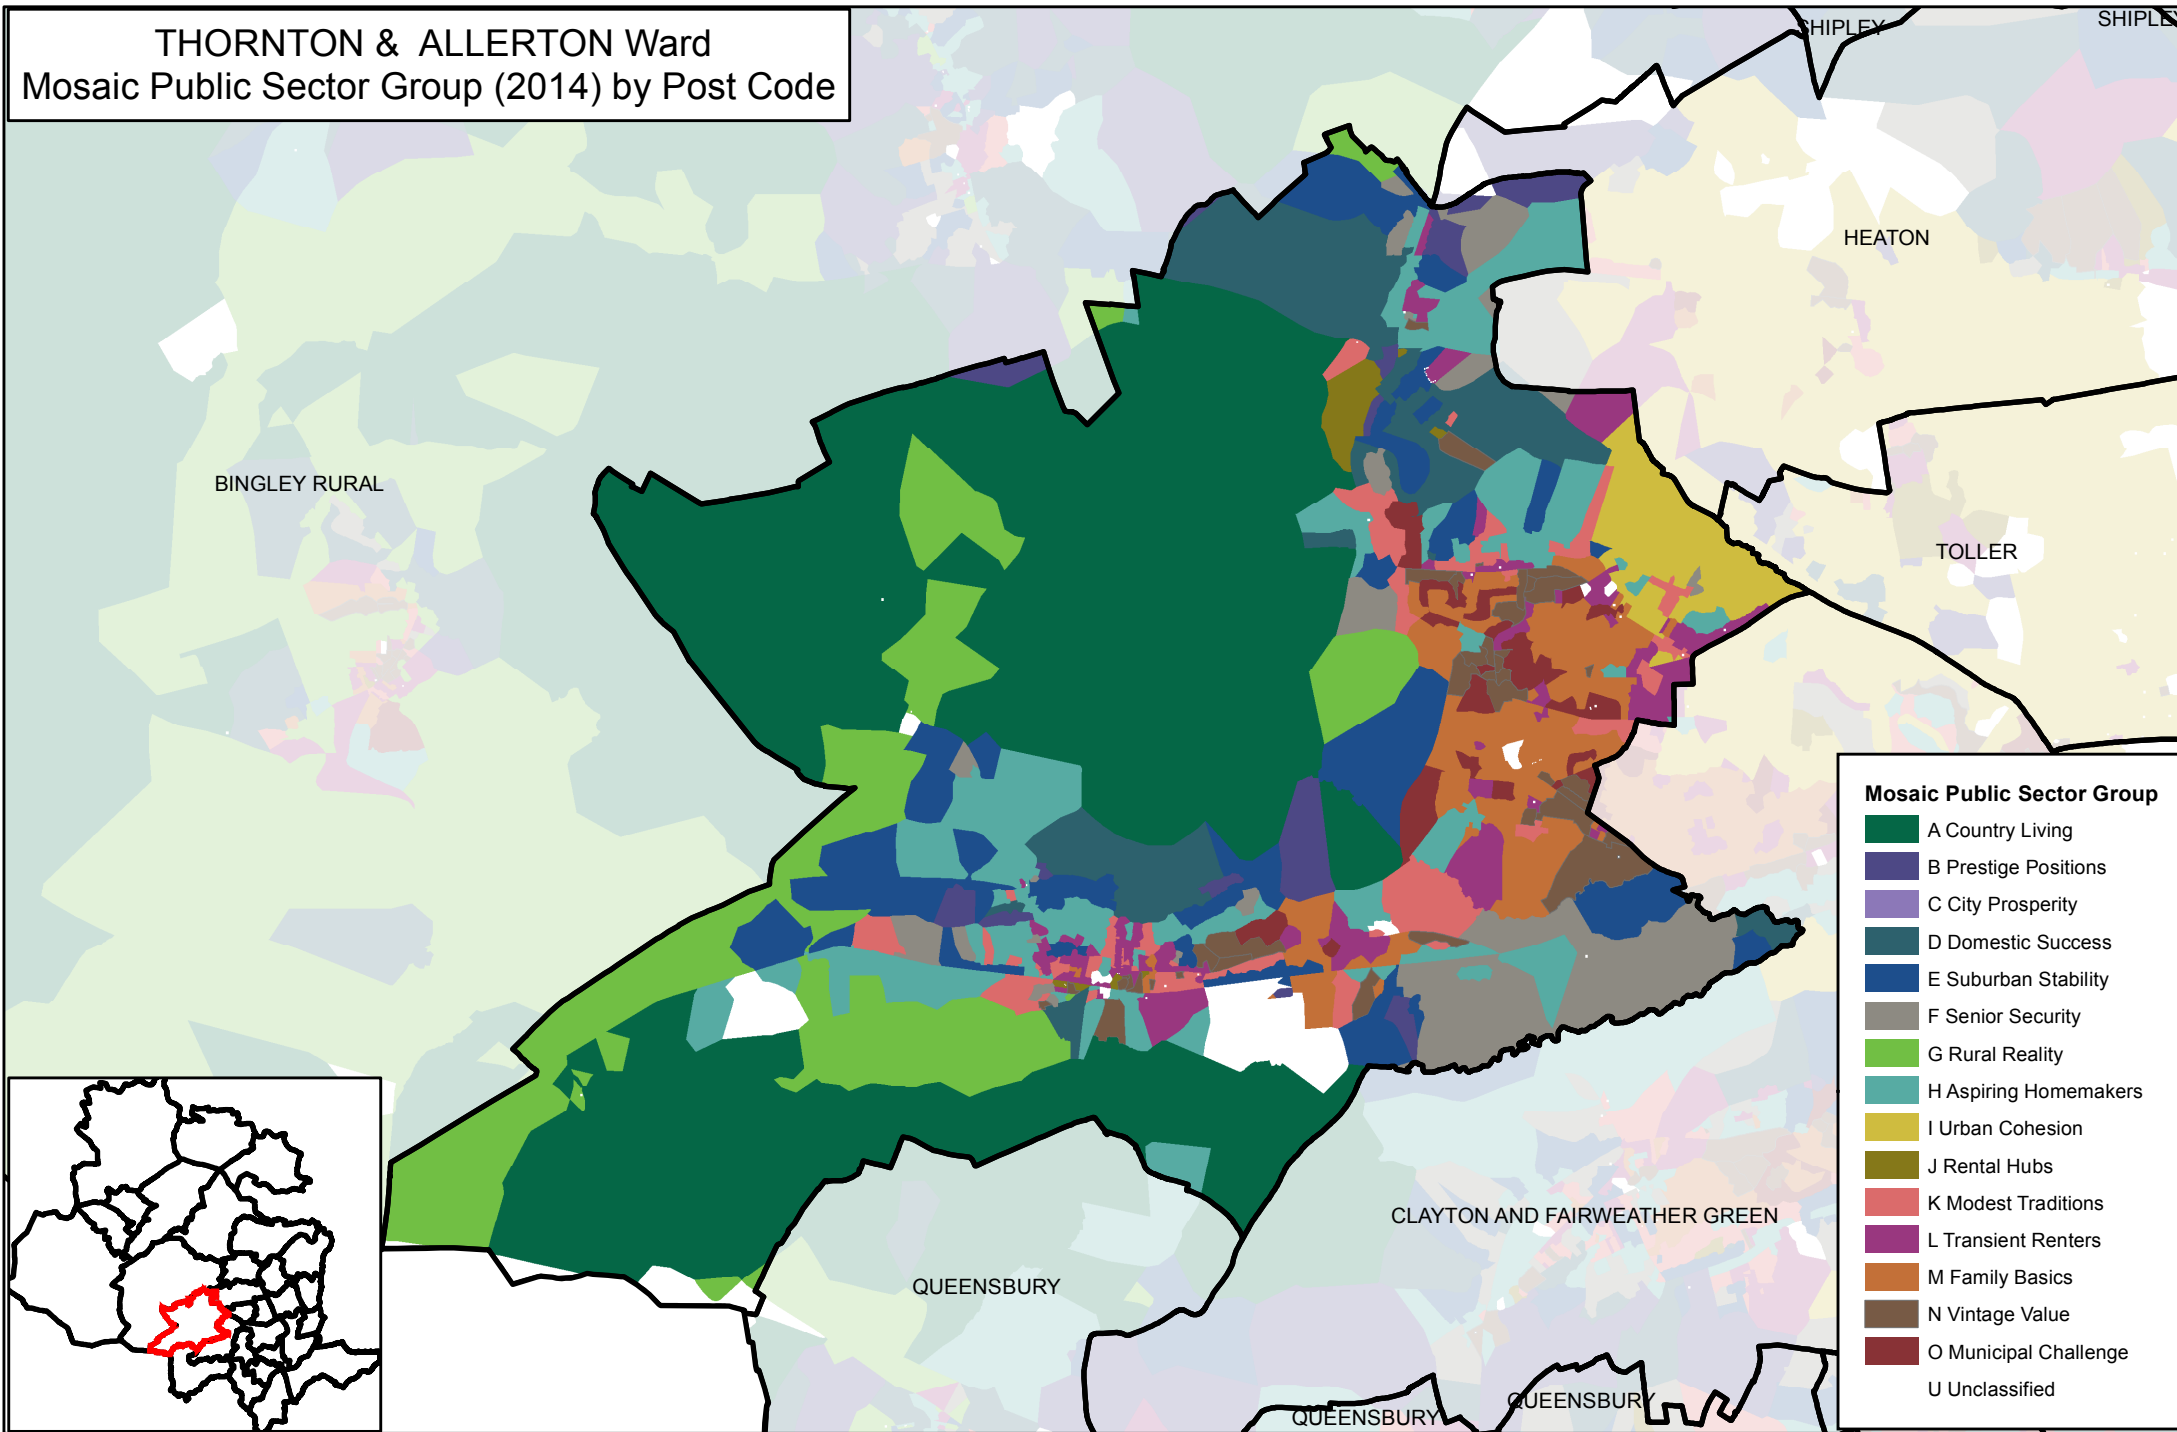 THORNTON & ALLERTON Ward
Mosaic Public Sector Group (2014) by Post Code
SHIPLEY
SHIPLEY
HEATON
BINGLEY RURAL
TOLLER
Mosaic Public Sector Group
A Country Living
B Prestige Positions
C City Prosperity
D Domestic Success
E Suburban Stability
F Senior Security
G Rural Reality
H Aspiring Homemakers
I Urban Cohesion
J Rental Hubs
K Modest Traditions
L Transient Renters
M Family Basics
N Vintage Value
O Municipal Challenge
U Unclassified
CLAYTON AND FAIRWEATHER GREEN
QUEENSBURY
QUEENSBURY
QUEENSBURY